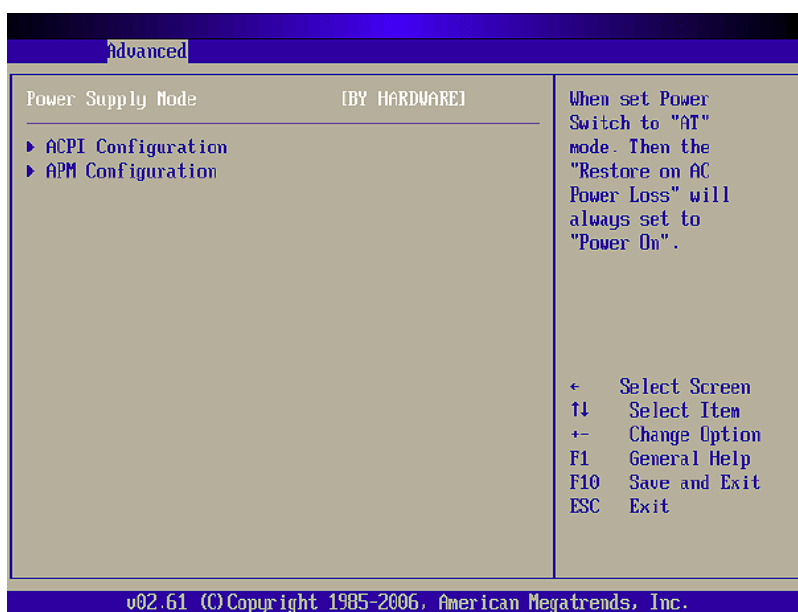 Advanced
Power Supply Mode [BY HARDWARE]
ACPI Configuration
APM Configuration
When set Power
Switch to "AT"
mode. Then the
"Restore on AC
Power Loss" will
always set to
"Power On".
← Select Screen
↑↓ Select Item
+- Change Option
F1 General Help
F10 Save and Exit
ESC Exit
v02.61 (C)Copyright 1985-2006, American Megatrends, Inc.